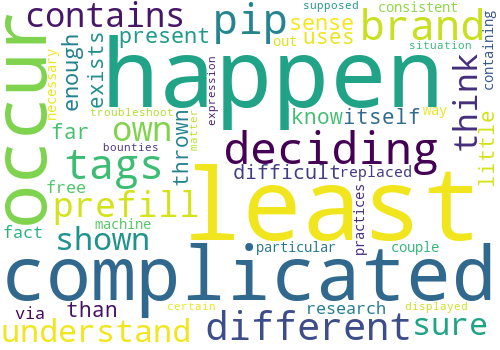 supposed
consistent
contains
pip
sense
brand
situation
out
present
uses
containing
occur
necessary
enough
exists
happen
think
troubleshoot
expression
know
itself
way
far
own
thrown
matter
bounties
deciding
little
tags
difficult
replaced
free
prefill
least
practices
fact
machine
shown
particular
couple
complicated
via
than
research
certain
displayed
understand
different
sure